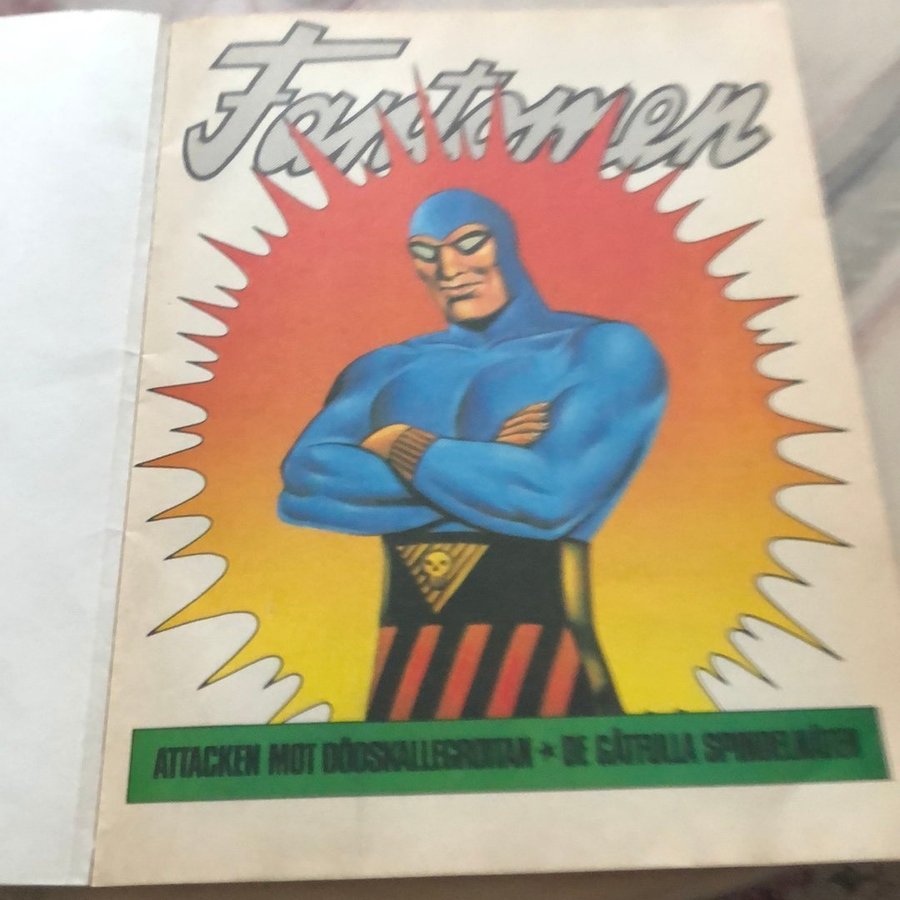 Fantomen
ATTACKEN MOT DÖDSKALLEGROTTAN * DE GÅTFULLA SPINDELNÄTEN